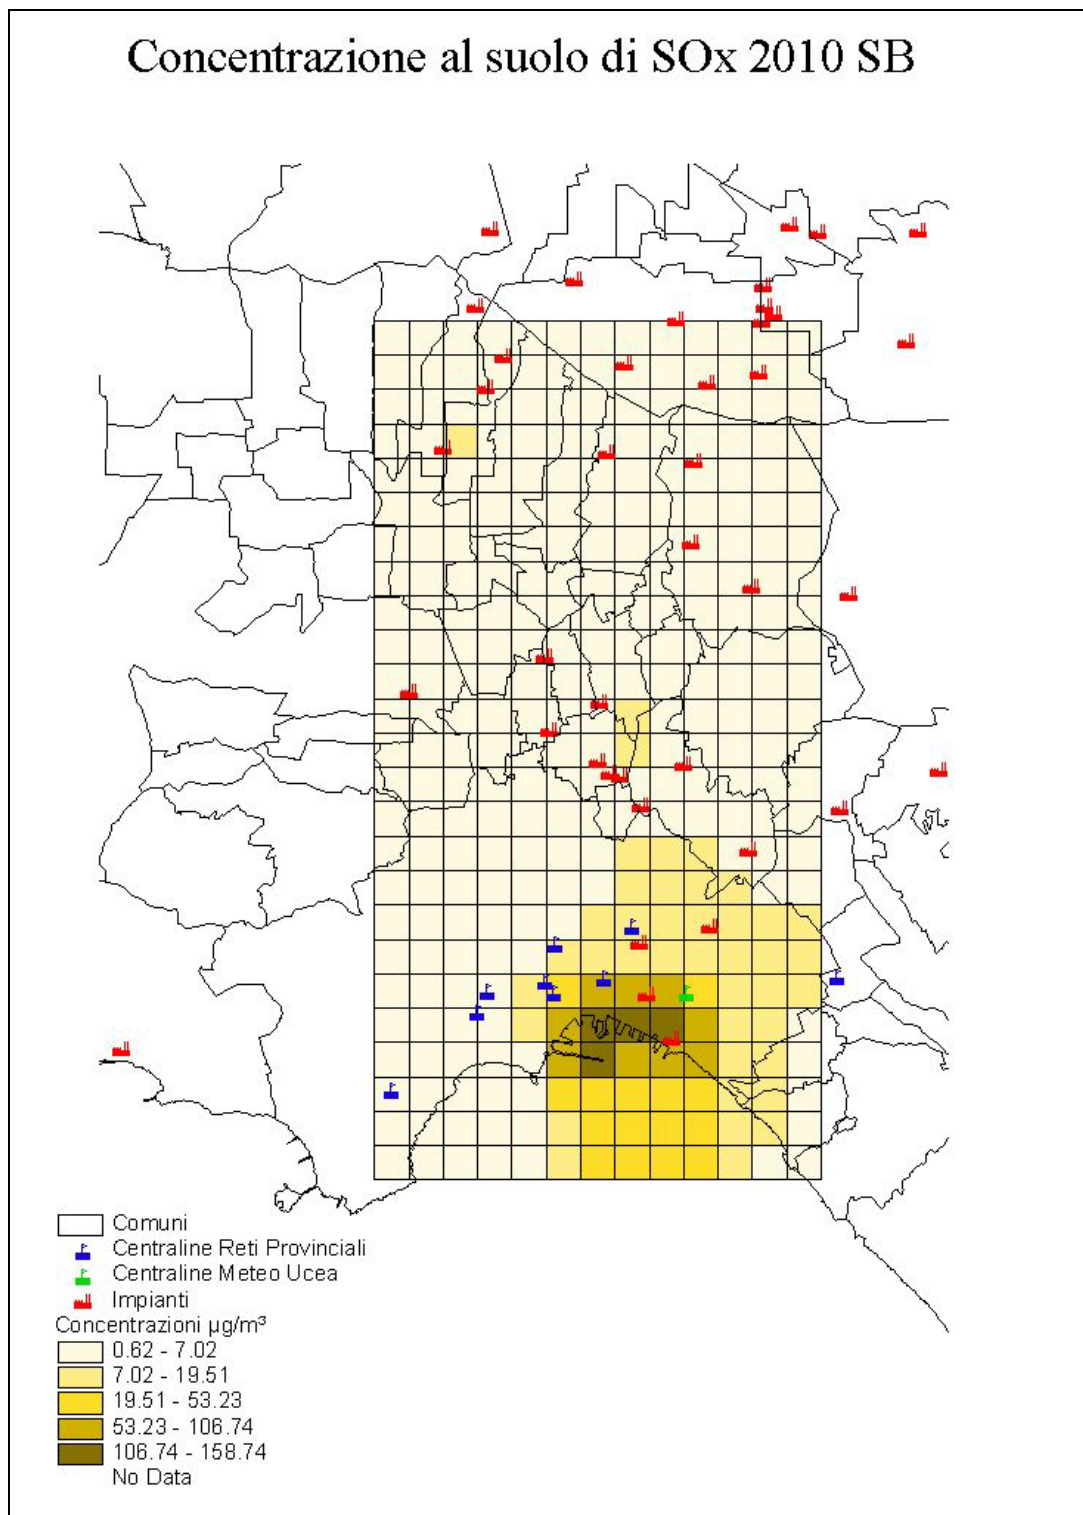 Concentrazione al suolo di SOx 2010 SB
Comuni
Centraline Reti Provinciali
Centraline Meteo Ucea
Impianti
Concentrazioni µg/m³
0.62 - 7.02
7.02 - 19.51
19.51 - 53.23
53.23 - 106.74
106.74 - 158.74
No Data